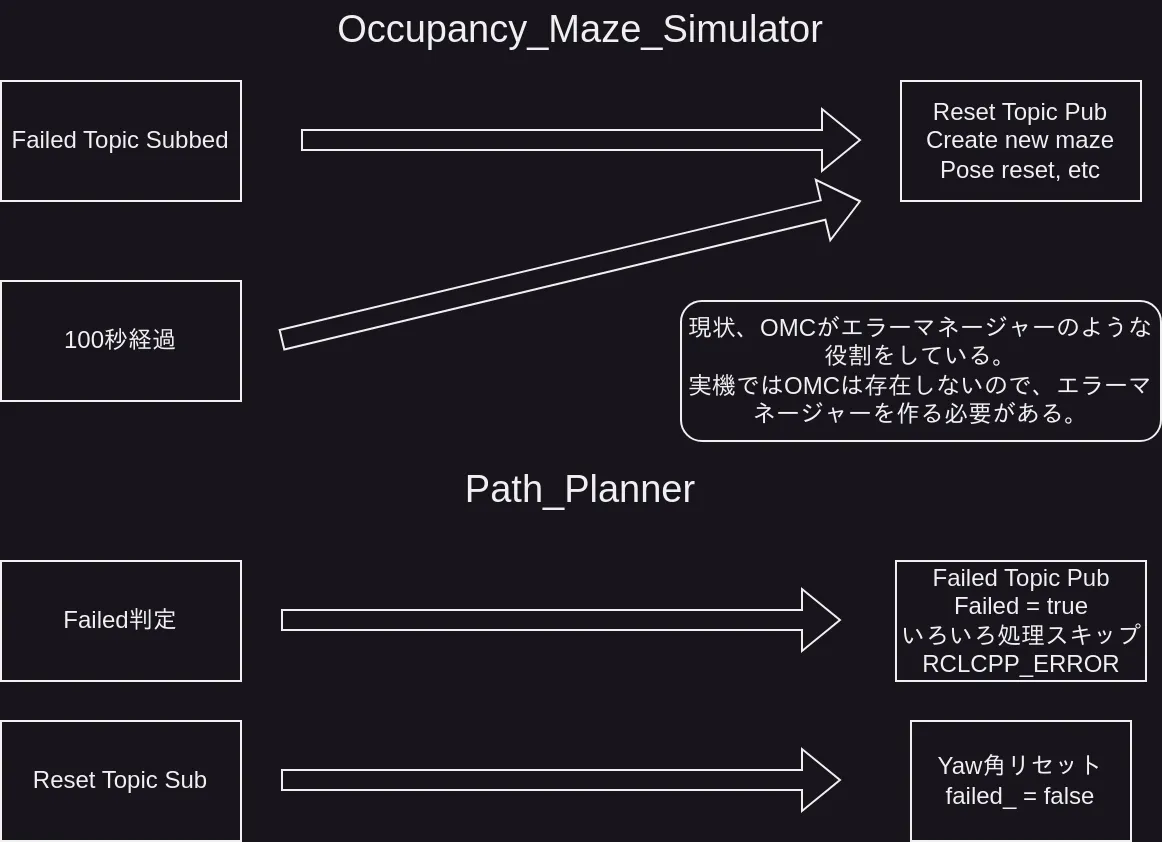 Occupancy_Maze_Simulator
Failed Topic Subbed
Reset Topic Pub
Create new maze
Pose reset, etc
100秒経過
現状、OMCがエラーマネージャーのような
役割をしている。
実機ではOMCは存在しないので、エラーマ
ネージャーを作る必要がある。
Path_Planner
Failed判定
Failed Topic Pub
Failed = true
いろいろ処理スキップ
RCLCPP_ERROR
Reset Topic Sub
Yaw角リセット
failed_ = false